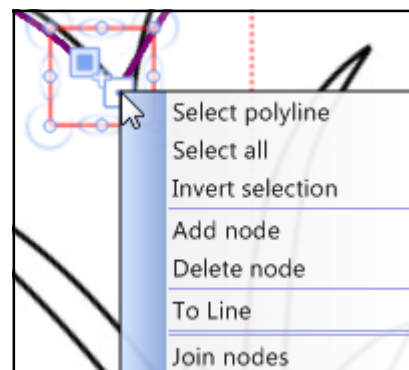 Select polyline
Select all
Invert selection
Add node
Delete node
To Line
Join nodes